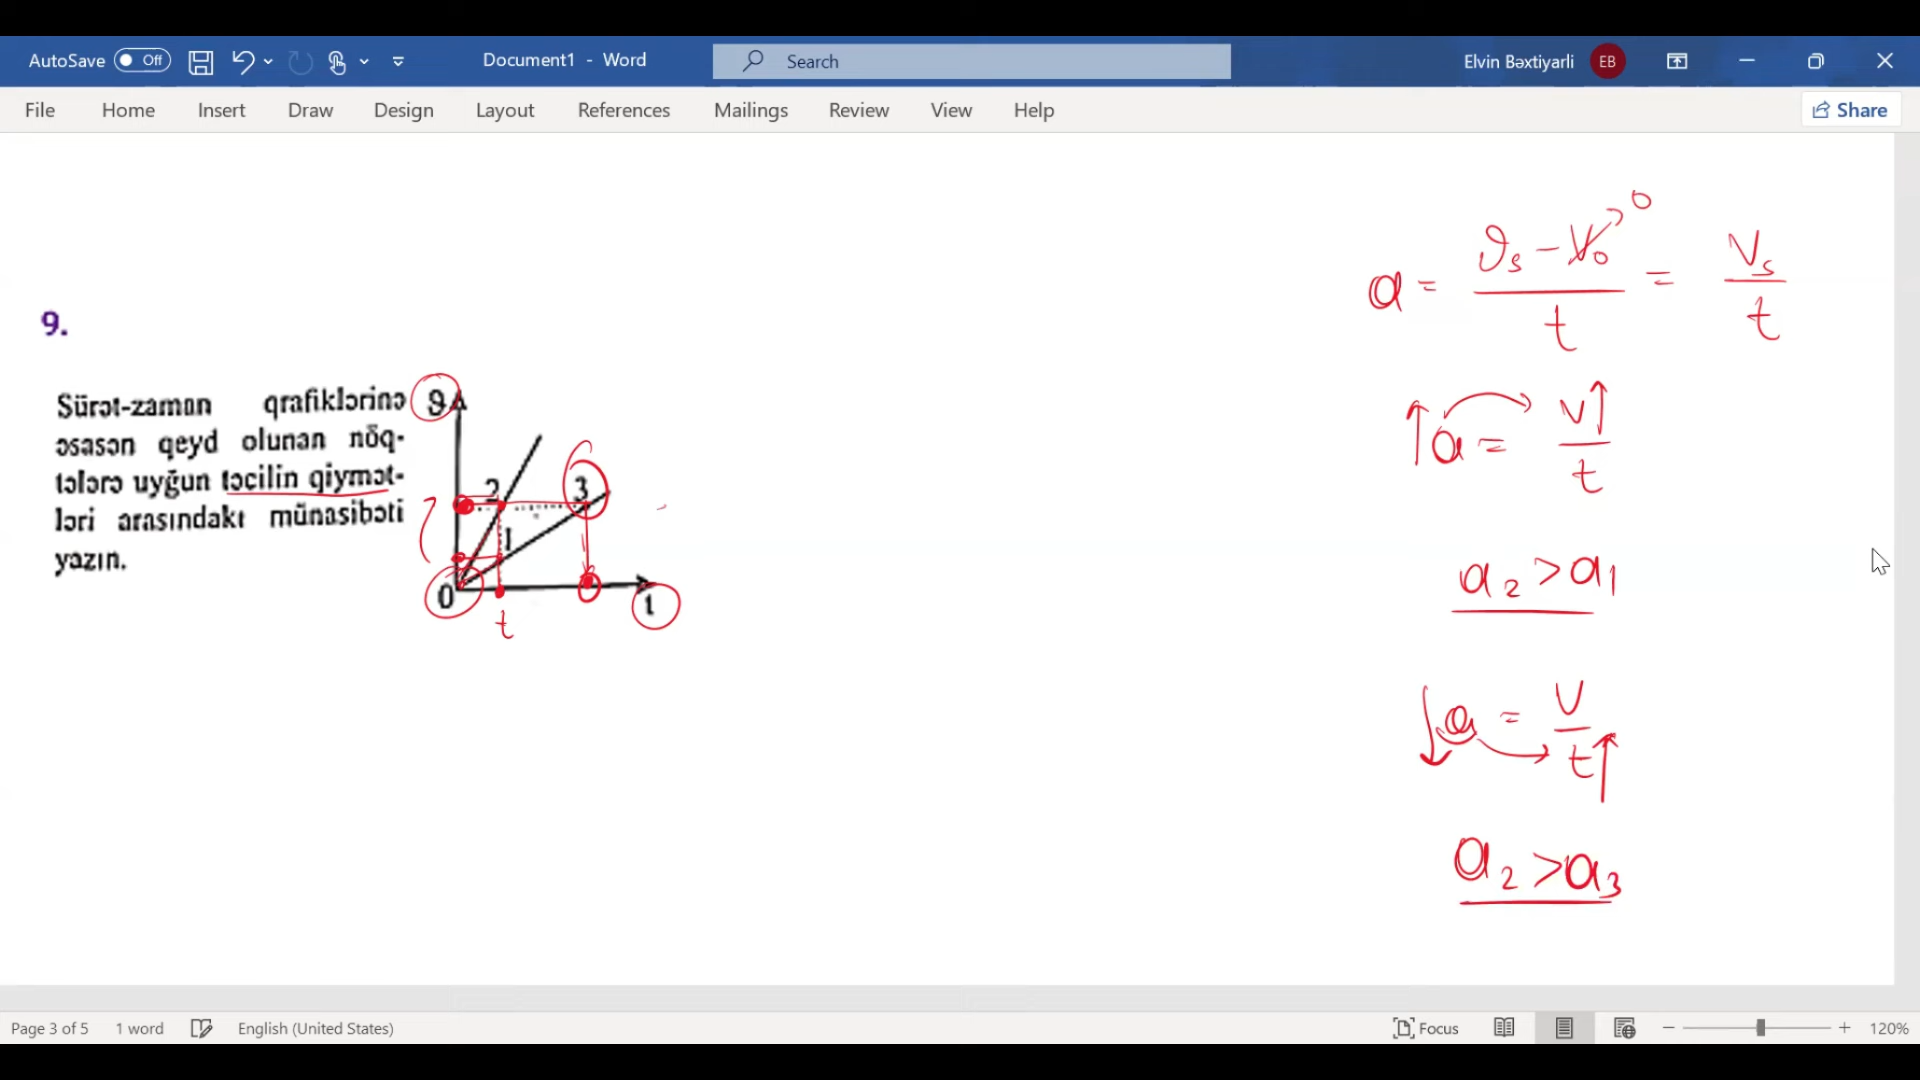 AutoSave Off Document1 - Word Search Elvin Bəxtiyarli EB
File Home Insert Draw Design Layout References Mailings Review View Help Share
9.
Sürət-zaman qrafiklərinə
əsasən qeyd olunan nöq-
tələrə uyğun təcilin qiymət-
ləri arasındakı münasibəti
yazın.
ϑ
2
3
1
0
t
t
a = ϑs - V0 / t = Vs / t
0
↑a = V↑ / t
a2 > a1
↓a = V / t↑
a2 > a3
Page 3 of 5 1 word English (United States) Focus 120%